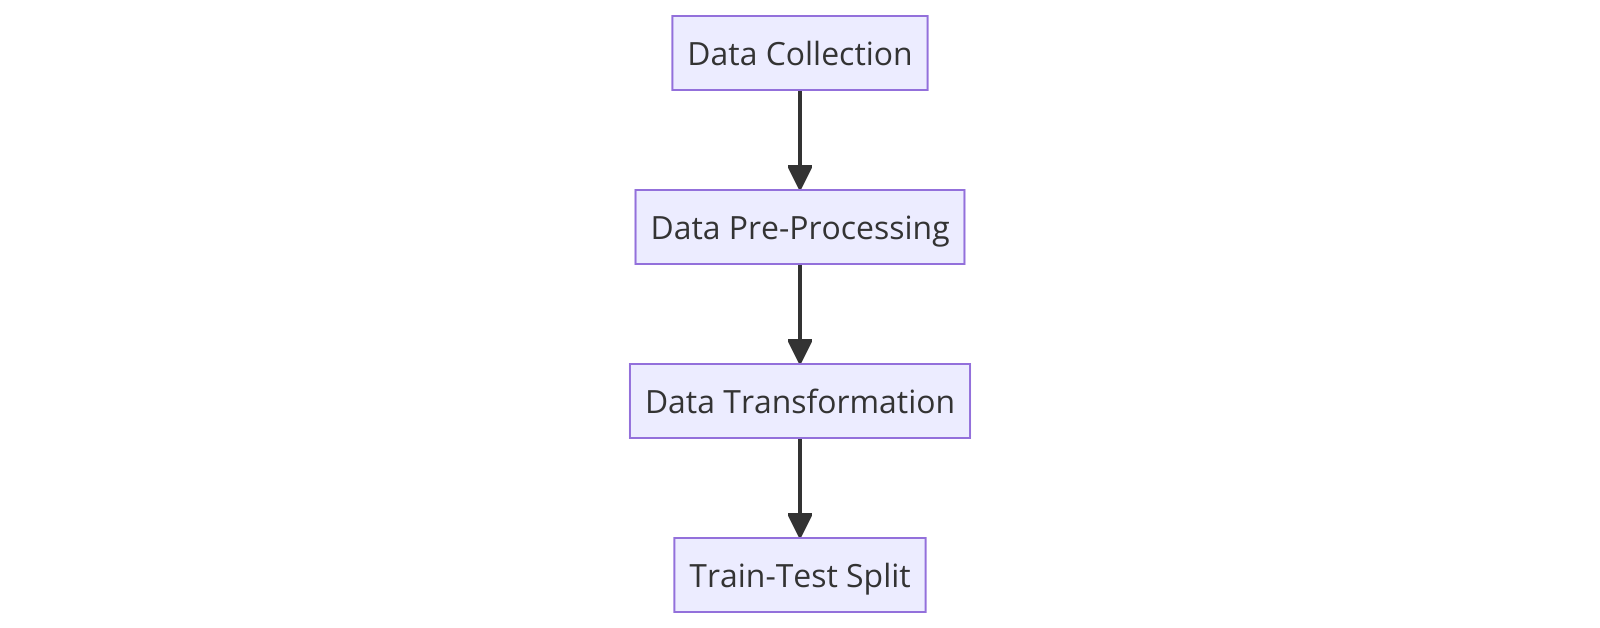 Data Collection
Data Pre-Processing
Data Transformation
Train-Test Split